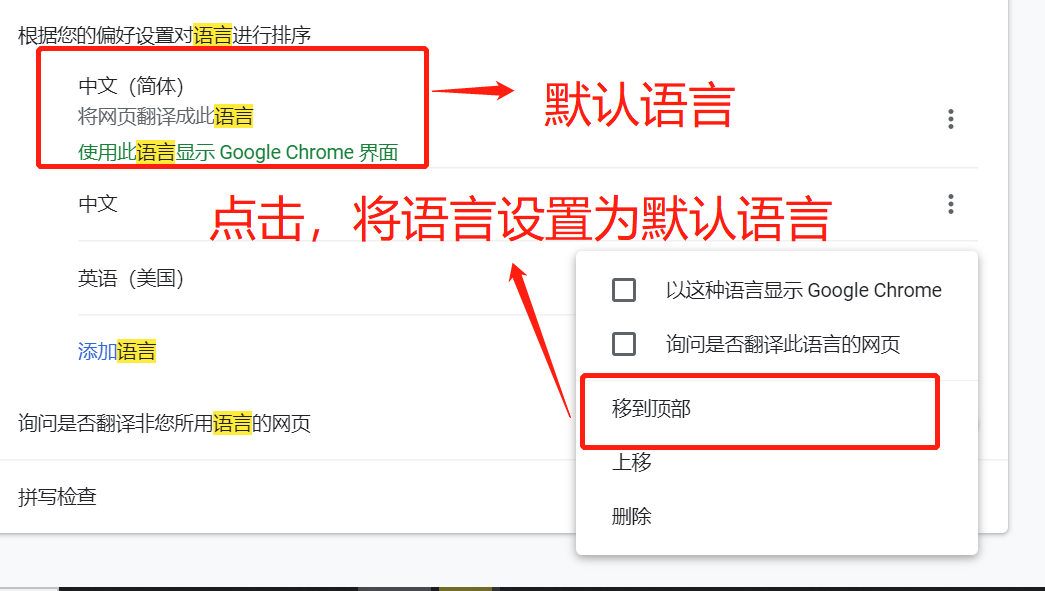 根据您的偏好设置对语言进行排序
中文（简体）
将网页翻译成此语言
使用此语言显示 Google Chrome 界面
默认语言
中文
点击，将语言设置为默认语言
英语（美国）
添加语言
询问是否翻译非您所用语言的网页
拼写检查
以这种语言显示 Google Chrome
询问是否翻译此语言的网页
移到顶部
上移
删除